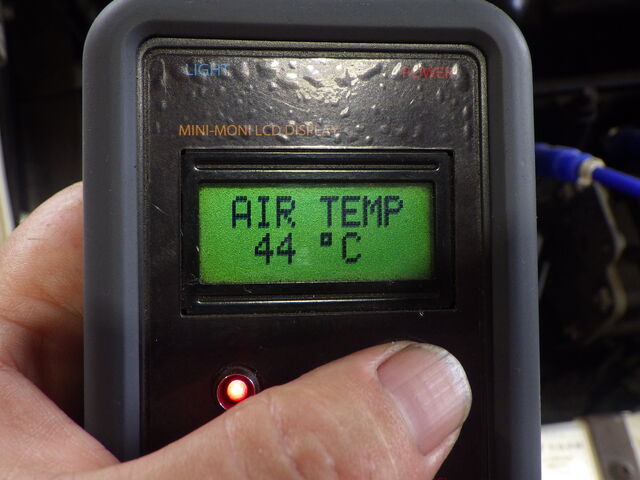 LIGHT POWER
MINI-MONI LCD DISPLAY
AIR TEMP
44 °C